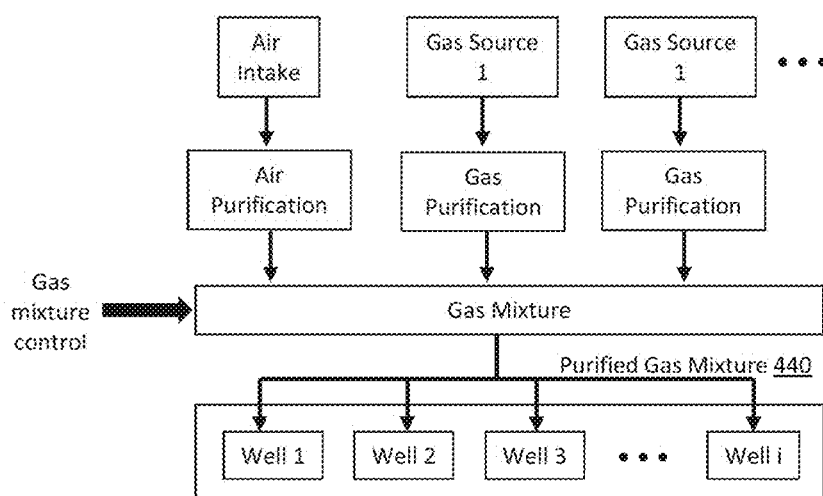 Air
Intake
Gas Source
1
Gas Source
1
Air
Purification
Gas
Purification
Gas
Purification
Gas
mixture
control
Gas Mixture
Purified Gas Mixture 440
Well 1
Well 2
Well 3
Well i